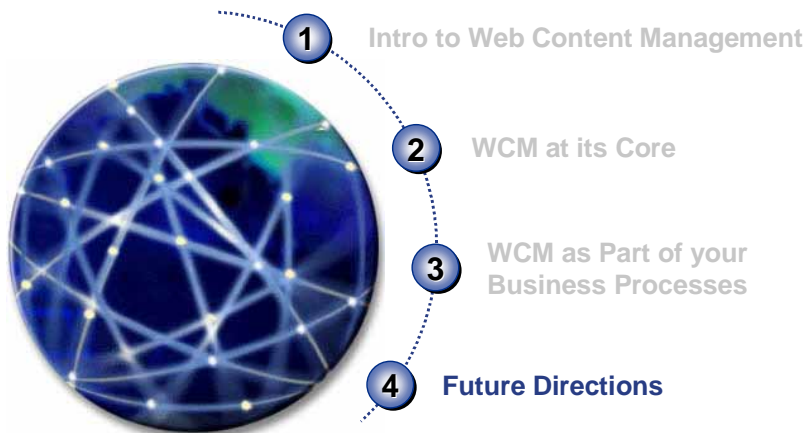 1 Intro to Web Content Management
2 WCM at its Core
3 WCM as Part of your
Business Processes
4 Future Directions